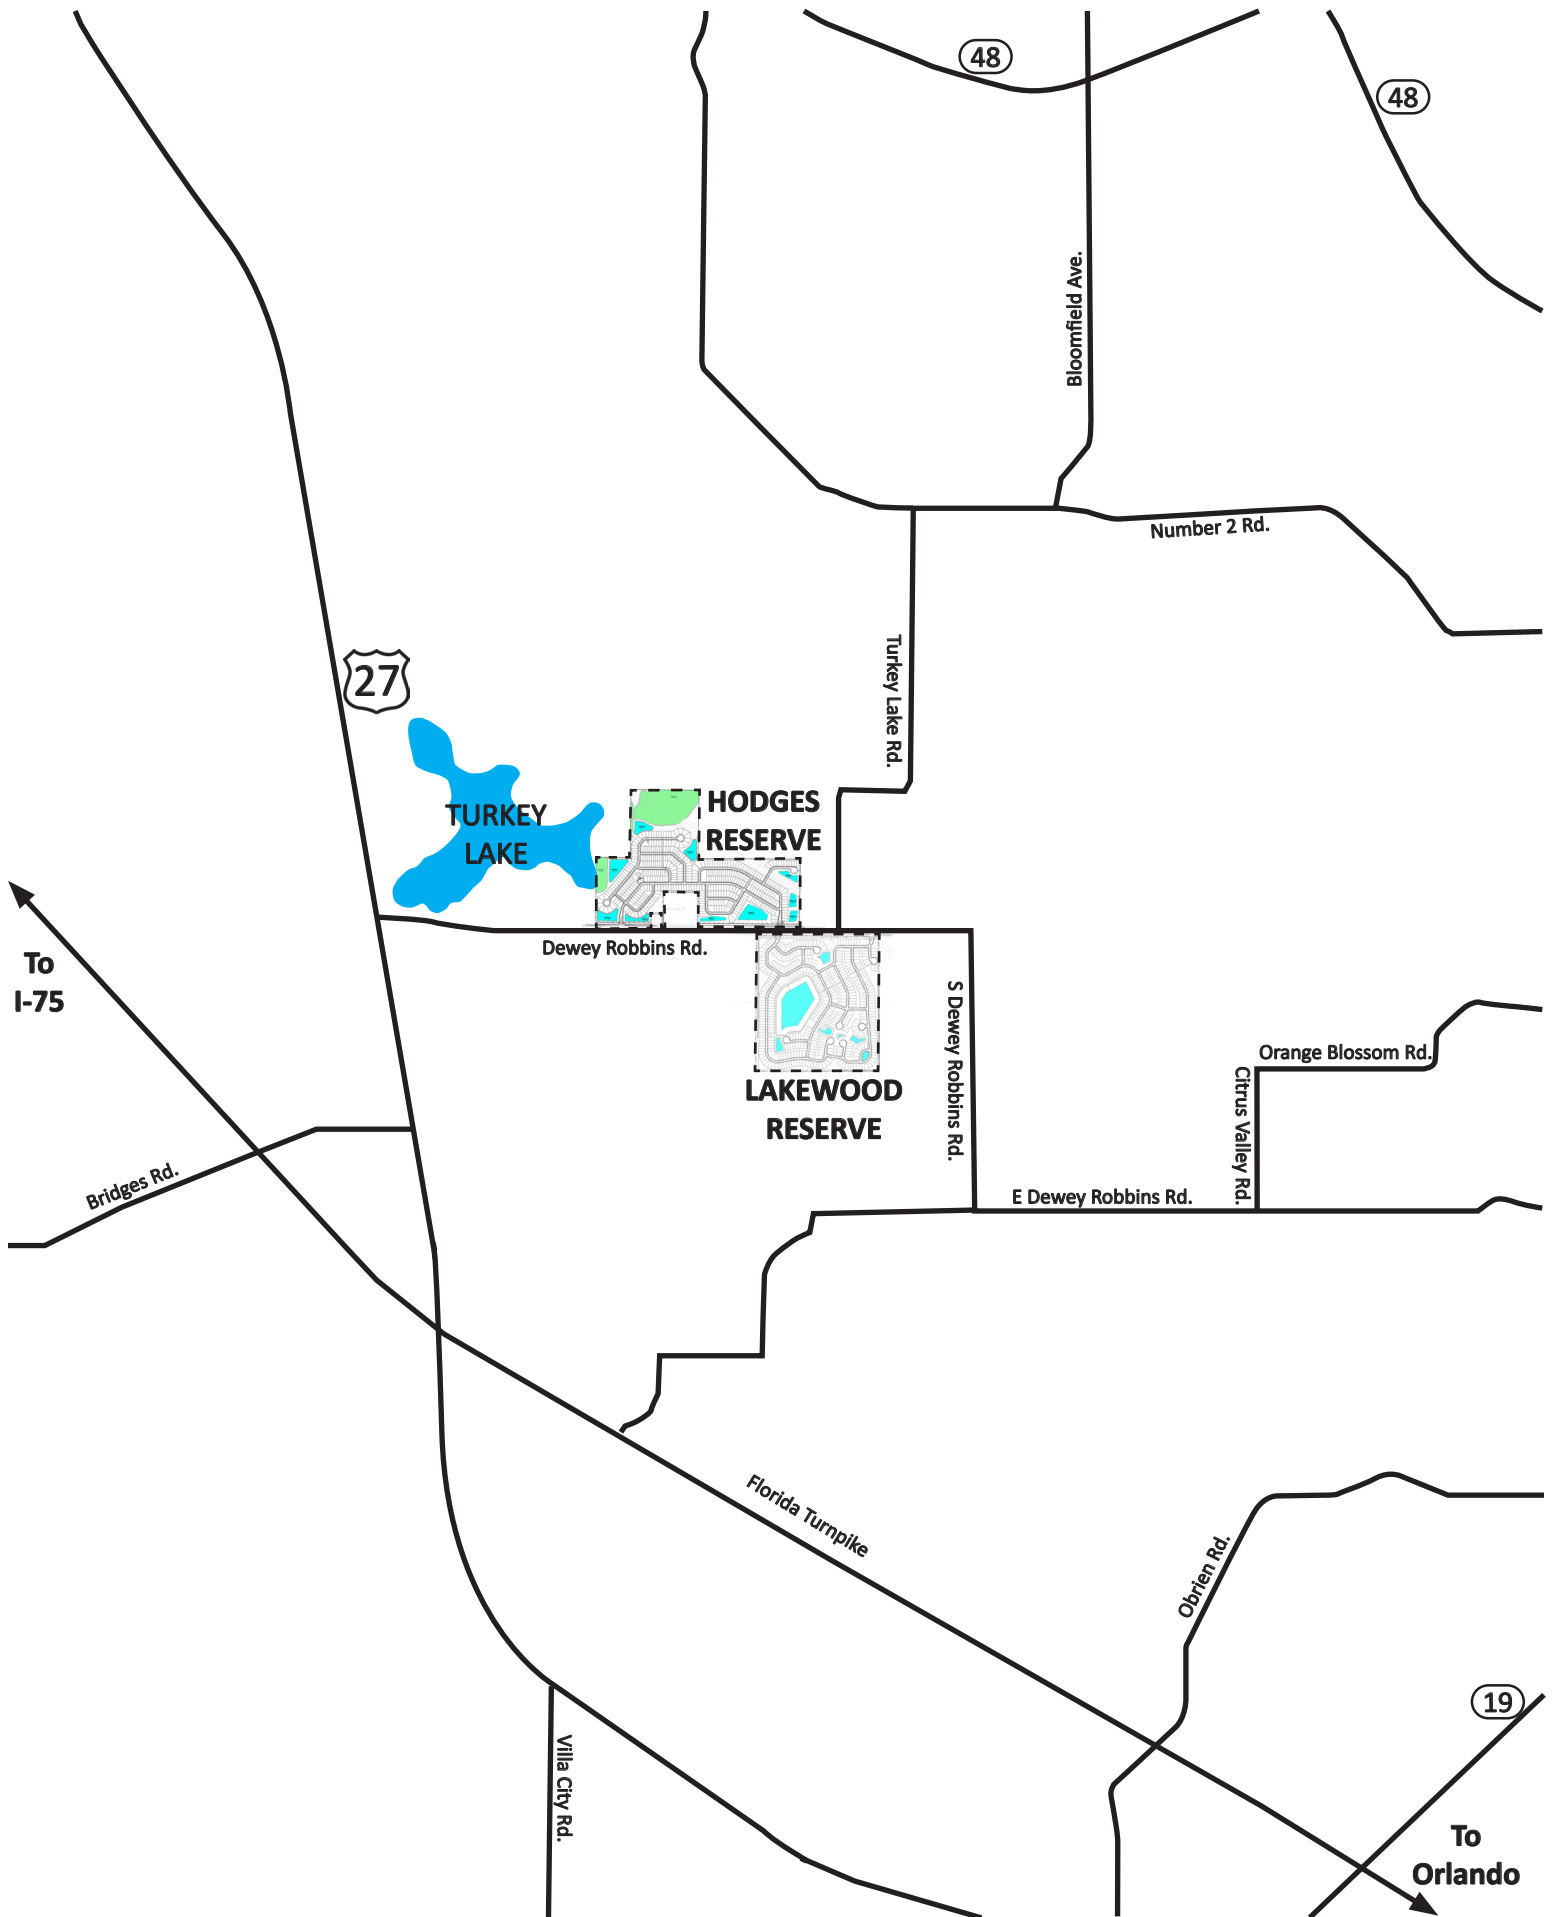 48
48
Bloomfield Ave.
Number 2 Rd.
Turkey Lake Rd.
27
TURKEY
LAKE
HODGES
RESERVE
To
I-75
Dewey Robbins Rd.
S Dewey Robbins Rd.
LAKEWOOD
RESERVE
Orange Blossom Rd.
Citrus Valley Rd.
Bridges Rd.
E Dewey Robbins Rd.
Florida Turnpike
Obrien Rd.
19
Villa City Rd.
To
Orlando